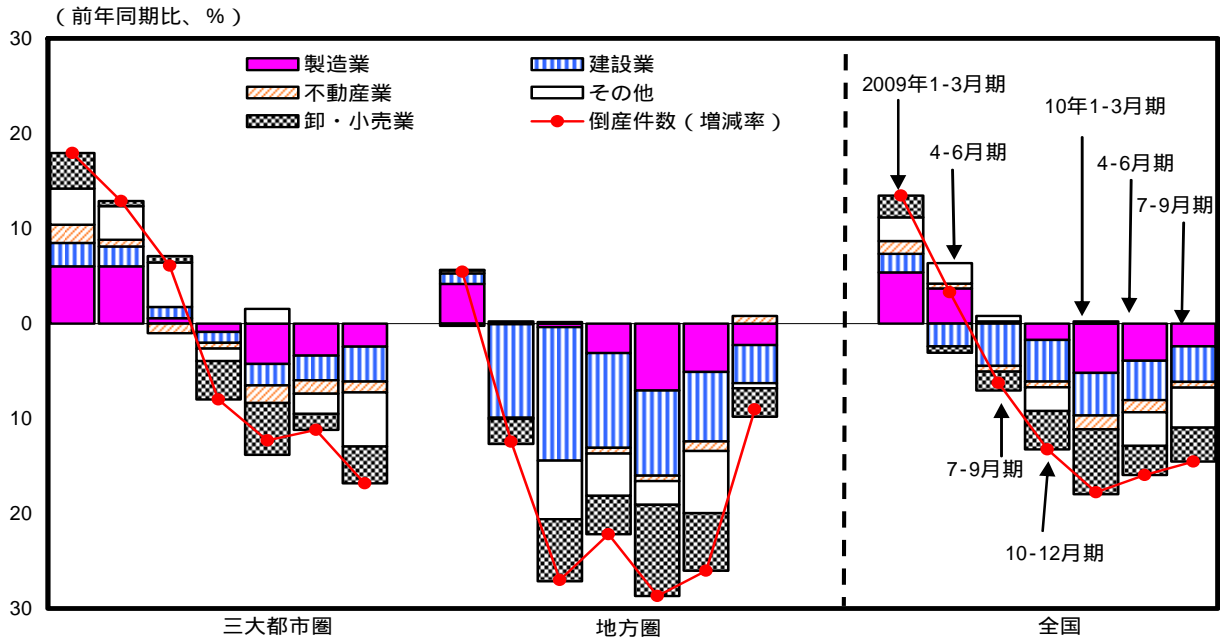 （前年同期比、％）
30
20
10
0
10
20
30
製造業
建設業
不動産業
その他
卸・小売業
倒産件数（増減率）
2009年1-3月期
4-6月期
10年1-3月期
4-6月期
7-9月期
7-9月期
10-12月期
三大都市圏
地方圏
全国